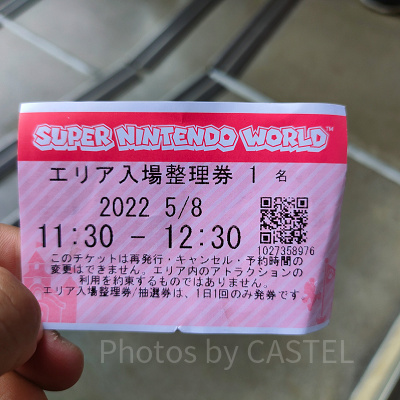 SUPER NINTENDO WORLD™
エリア入場整理券 1 名
2022 5/8
11:30 - 12:30
1027358976
このチケットは再発行・キャンセル・予約時間の
変更はできません。エリア内のアトラクションの
利用を約束するものではありません。
エリア入場整理券/抽選券は、1日1回のみ発券です
Photos by CASTEL